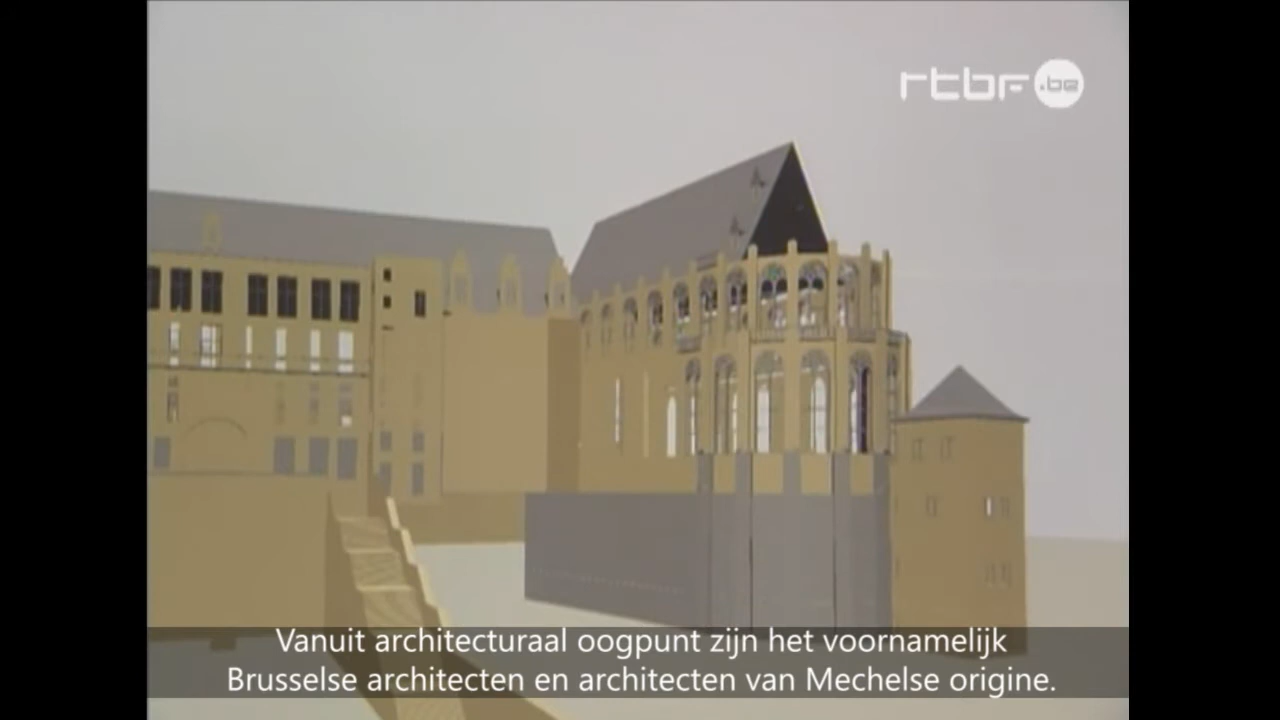 rtbf.be
Vanuit architecturaal oogpunt zijn het voornamelijk
Brusselse architecten en architecten van Mechelse origine.